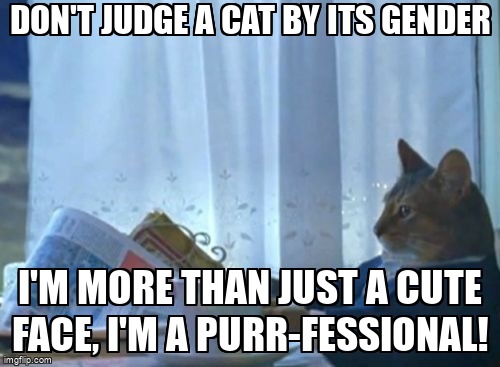 DON'T JUDGE A CAT BY ITS GENDER
I'M MORE THAN JUST A CUTE
FACE, I'M A PURR-FESSIONAL!
imgflip.com